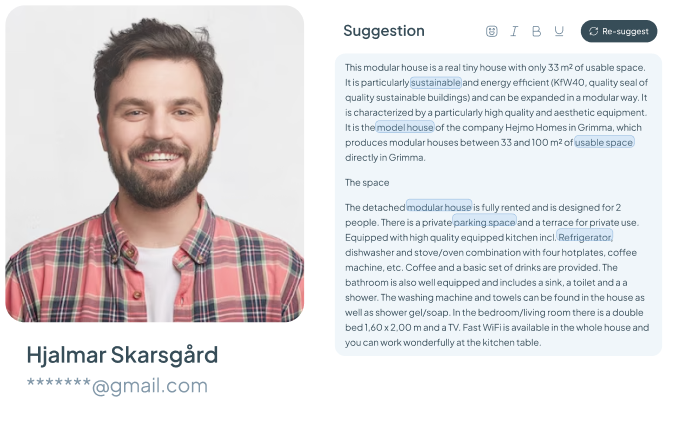 Suggestion
Re-suggest
This modular house is a real tiny house with only 33 m² of usable space.
It is particularly sustainable and energy efficient (KfW40, quality seal of
quality sustainable buildings) and can be expanded in a modular way. It
is characterized by a particularly high quality and aesthetic equipment.
It is the model house of the company Hejmo Homes in Grimma, which
produces modular houses between 33 and 100 m² of usable space
directly in Grimma.
The space
The detached modular house is fully rented and is designed for 2
people. There is a private parking space and a terrace for private use.
Equipped with high quality equipped kitchen incl. Refrigerator,
dishwasher and stove/oven combination with four hotplates, coffee
machine, etc. Coffee and a basic set of drinks are provided. The
bathroom is also well equipped and includes a sink, a toilet and a a
shower. The washing machine and towels can be found in the house as
well as shower gel/soap. In the bedroom/living room there is a double
bed 1,60 x 2,00 m and a TV. Fast WiFi is available in the whole house and
you can work wonderfully at the kitchen table.
Hjalmar Skarsgård
*******@gmail.com